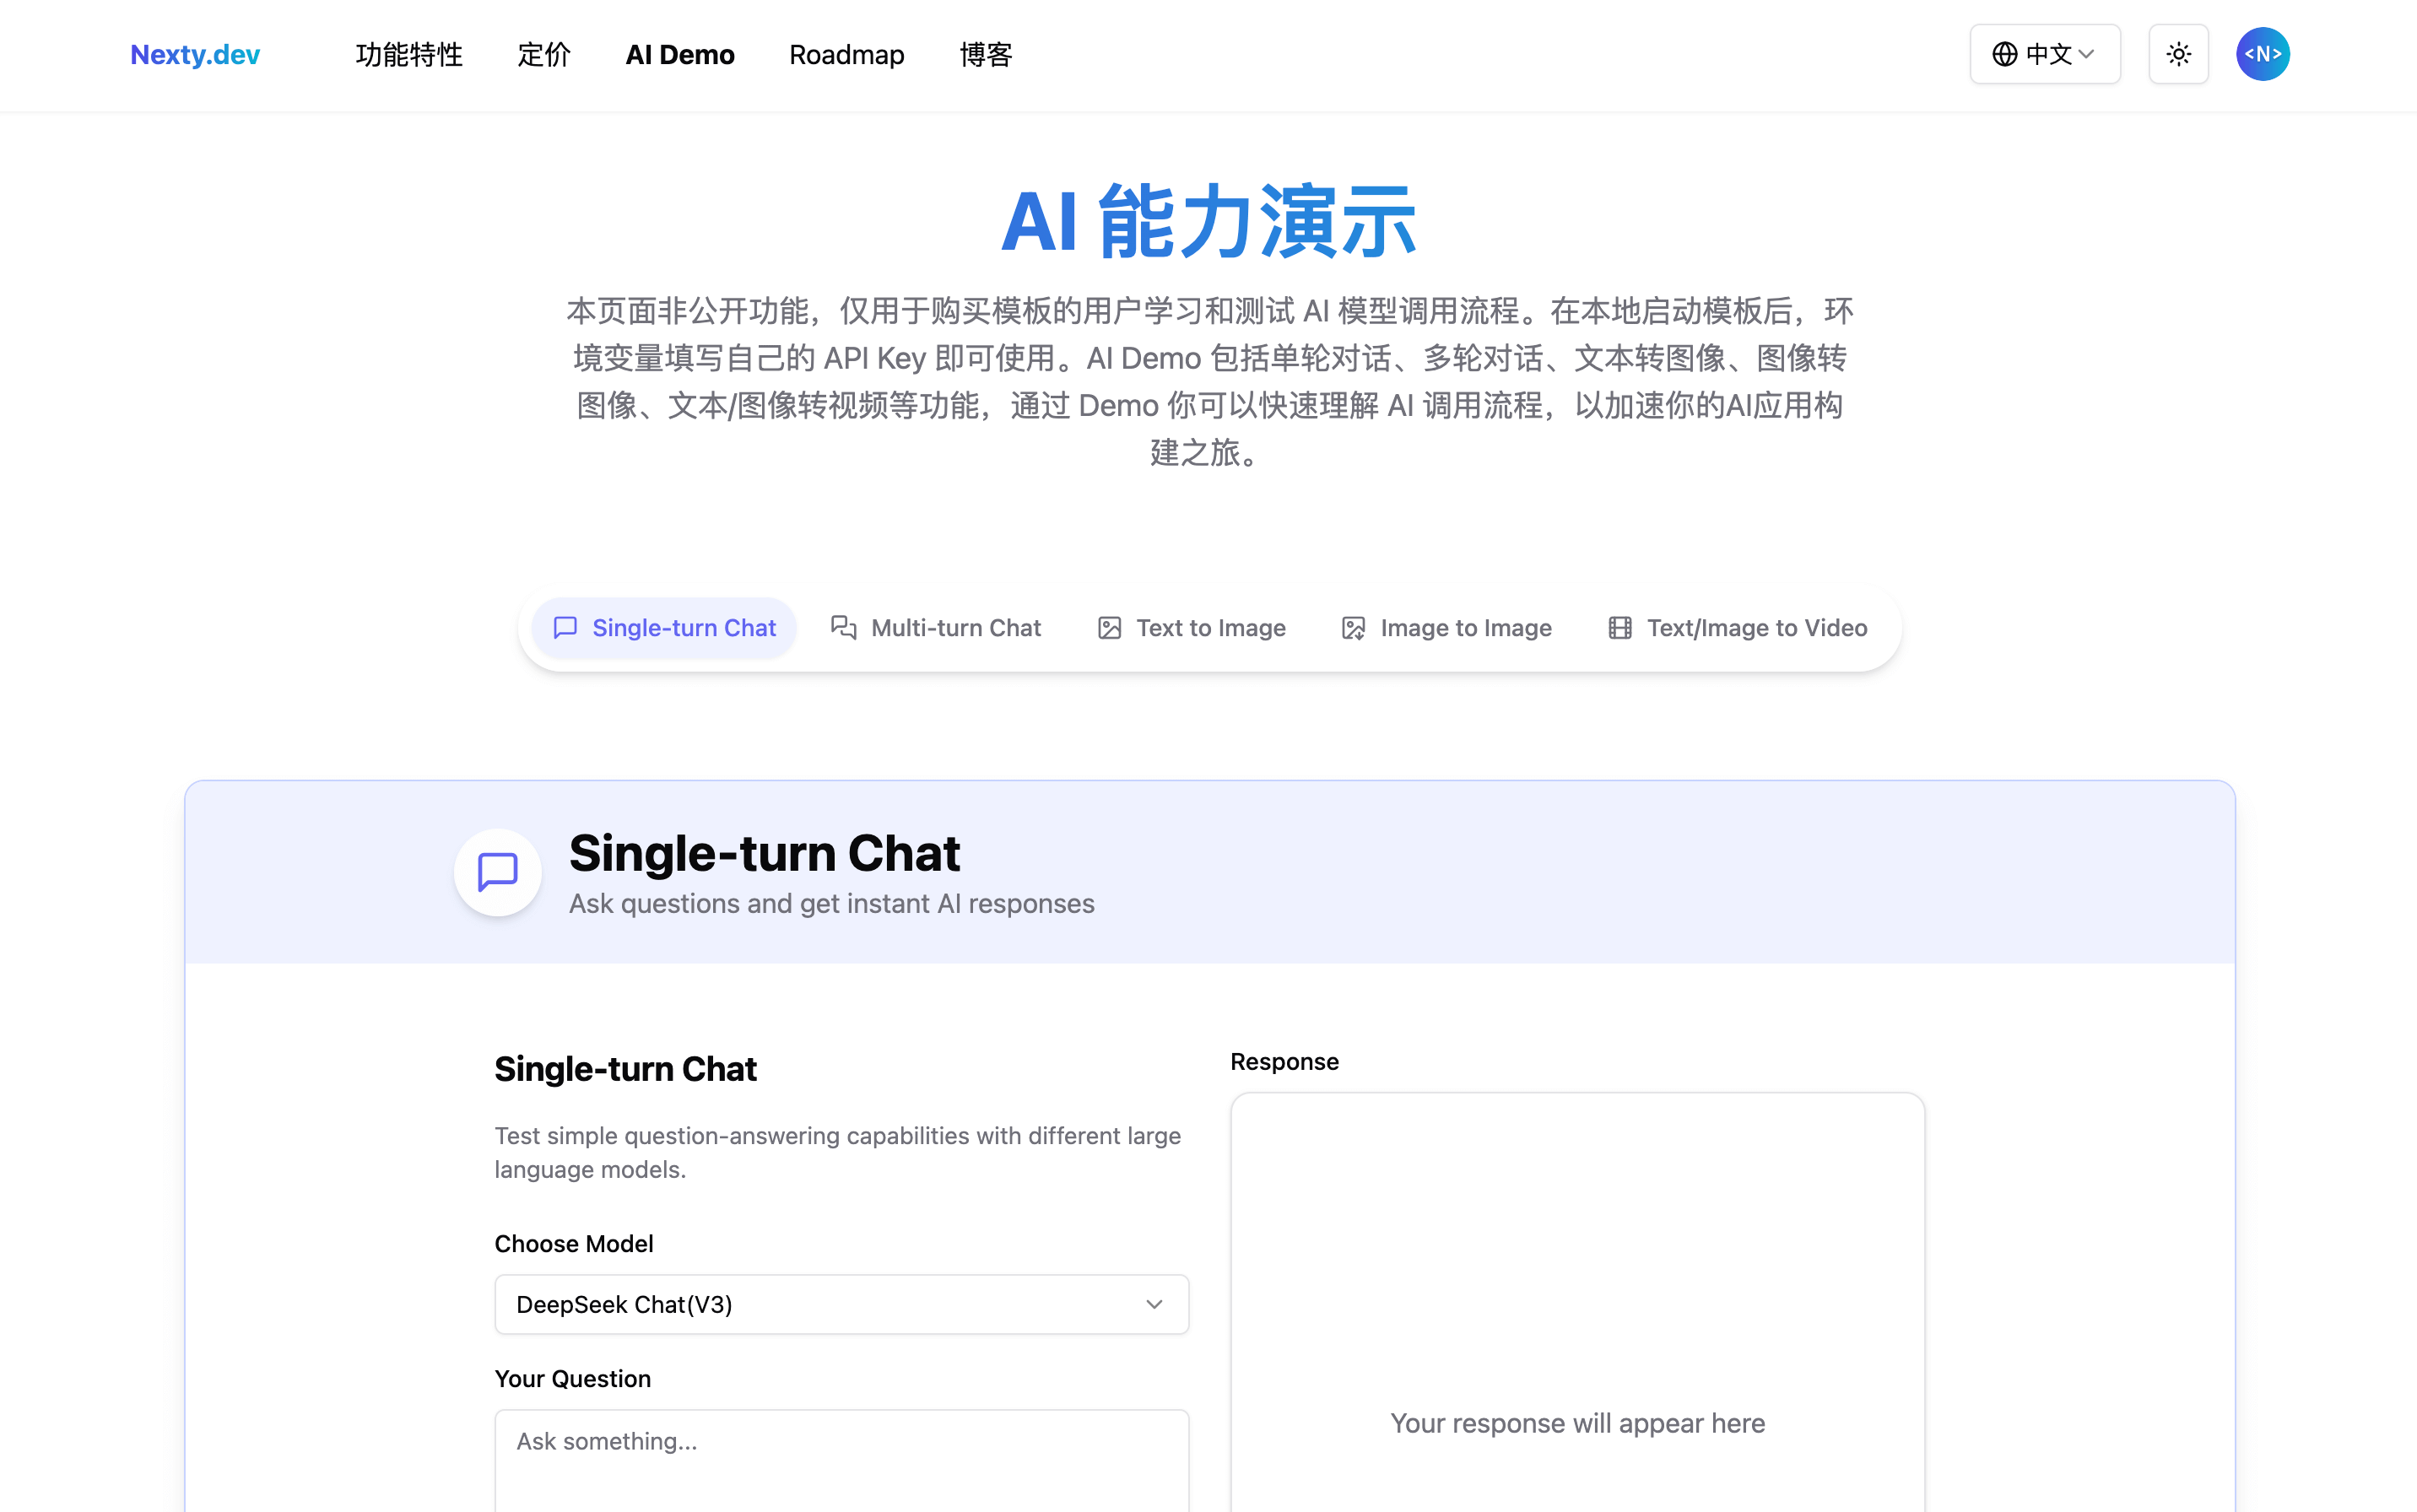 Nexty.dev
功能特性
定价
AI Demo
Roadmap
博客
中文
<N>
AI 能力演示
本页面非公开功能，仅用于购买模板的用户学习和测试 AI 模型调用流程。在本地启动模板后，环
境变量填写自己的 API Key 即可使用。AI Demo 包括单轮对话、多轮对话、文本转图像、图像转
图像、文本/图像转视频等功能，通过 Demo 你可以快速理解 AI 调用流程，以加速你的AI应用构
建之旅。
Single-turn Chat
Multi-turn Chat
Text to Image
Image to Image
Text/Image to Video
Single-turn Chat
Ask questions and get instant AI responses
Single-turn Chat
Test simple question-answering capabilities with different large
language models.
Choose Model
DeepSeek Chat(V3)
Your Question
Ask something...
Response
Your response will appear here